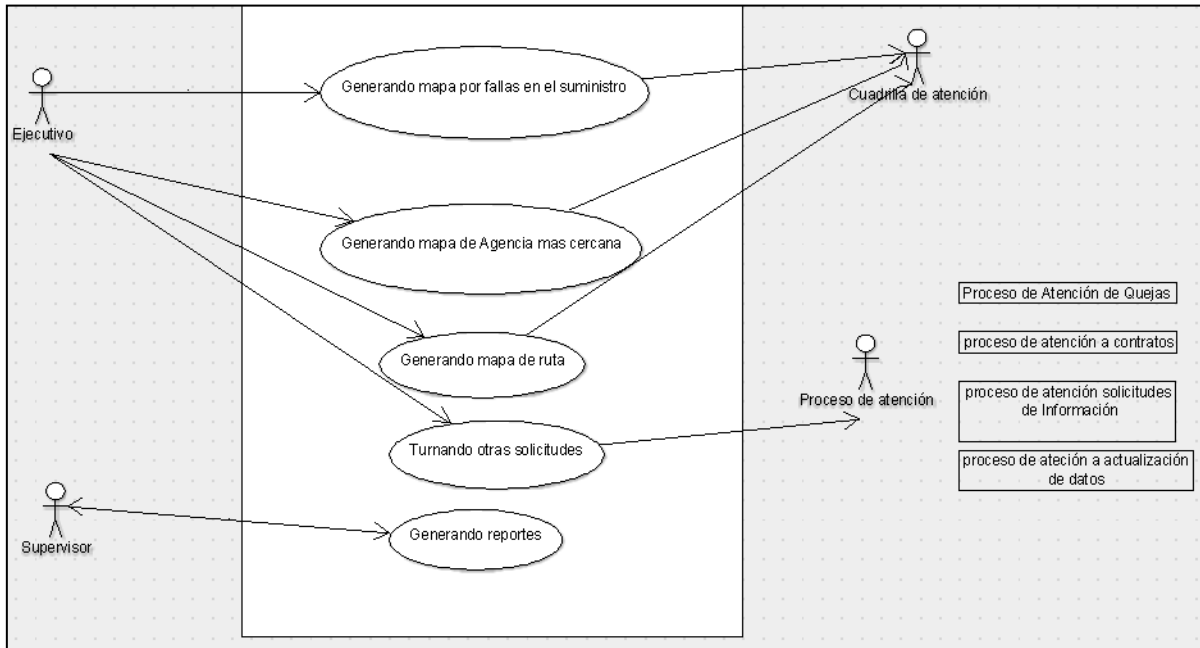 Generando mapa por fallas en el suministro
Cuadrilla de atención
Ejecutivo
Generando mapa de Agencia mas cercana
Proceso de Atención de Quejas
proceso de atención a contratos
Generando mapa de ruta
Proceso de atención
proceso de atención solicitudes
de Información
Turnando otras solicitudes
proceso de ateción a actualización
de datos
Generando reportes
Supervisor